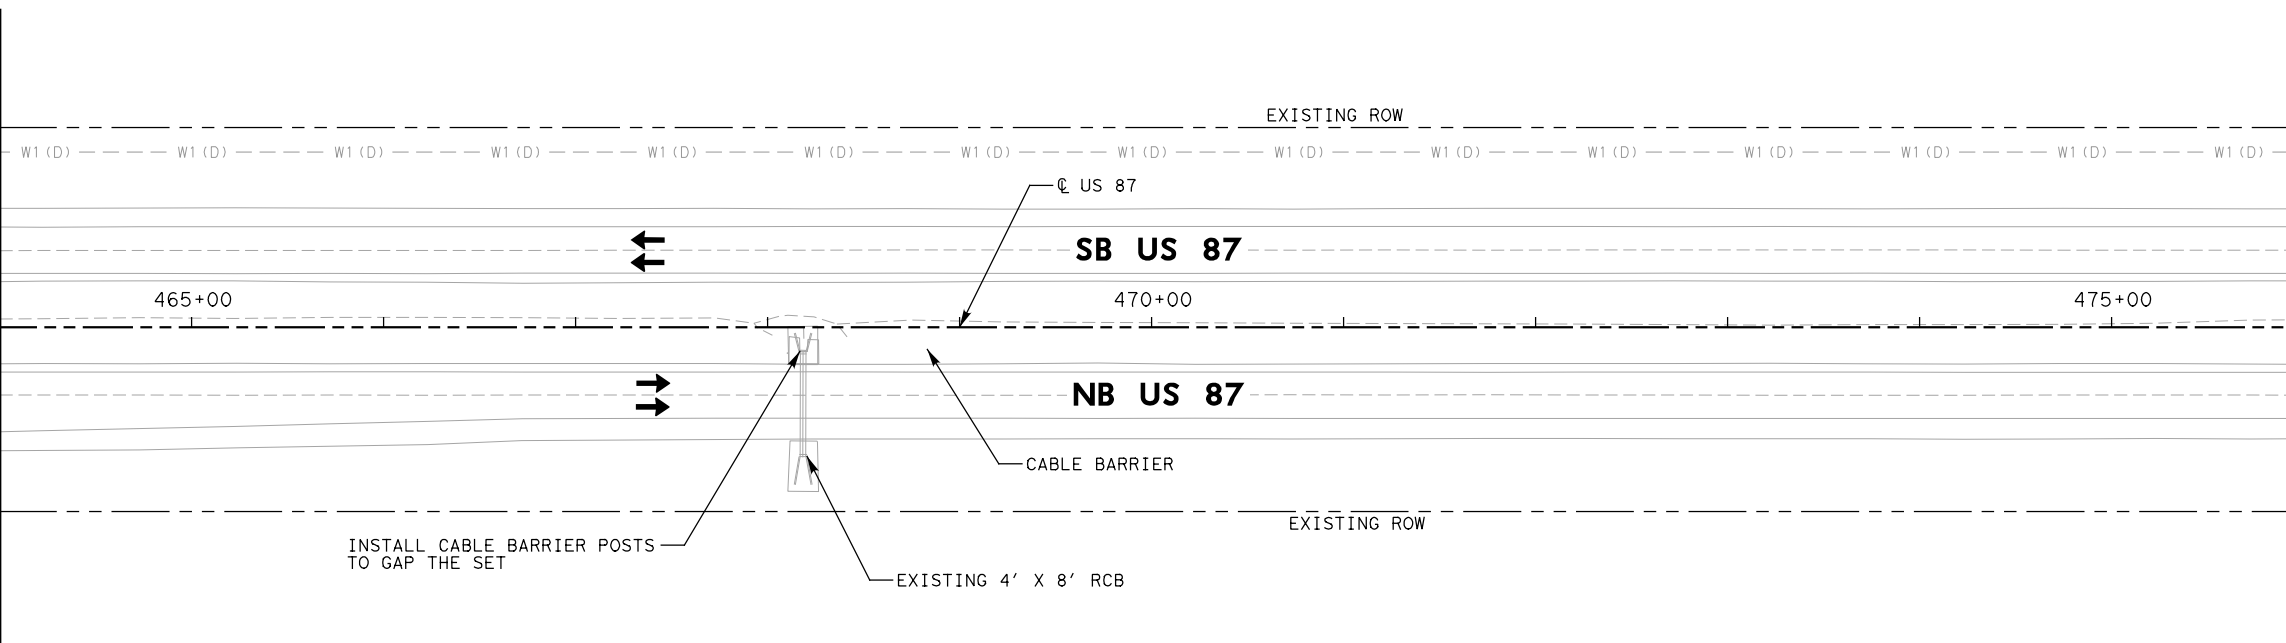 EXISTING ROW
W1(D) W1(D) W1(D) W1(D) W1(D) W1(D) W1(D) W1(D) W1(D) W1(D) W1(D) W1(D) W1(D) W1(D) W1(D)
℄ US 87
SB US 87
465+00 470+00 475+00
NB US 87
CABLE BARRIER
EXISTING ROW
INSTALL CABLE BARRIER POSTS
TO GAP THE SET
EXISTING 4' X 8' RCB